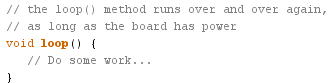 // the loop() method runs over and over again,
// as long as the board has power
void loop() {
// Do some work...
}